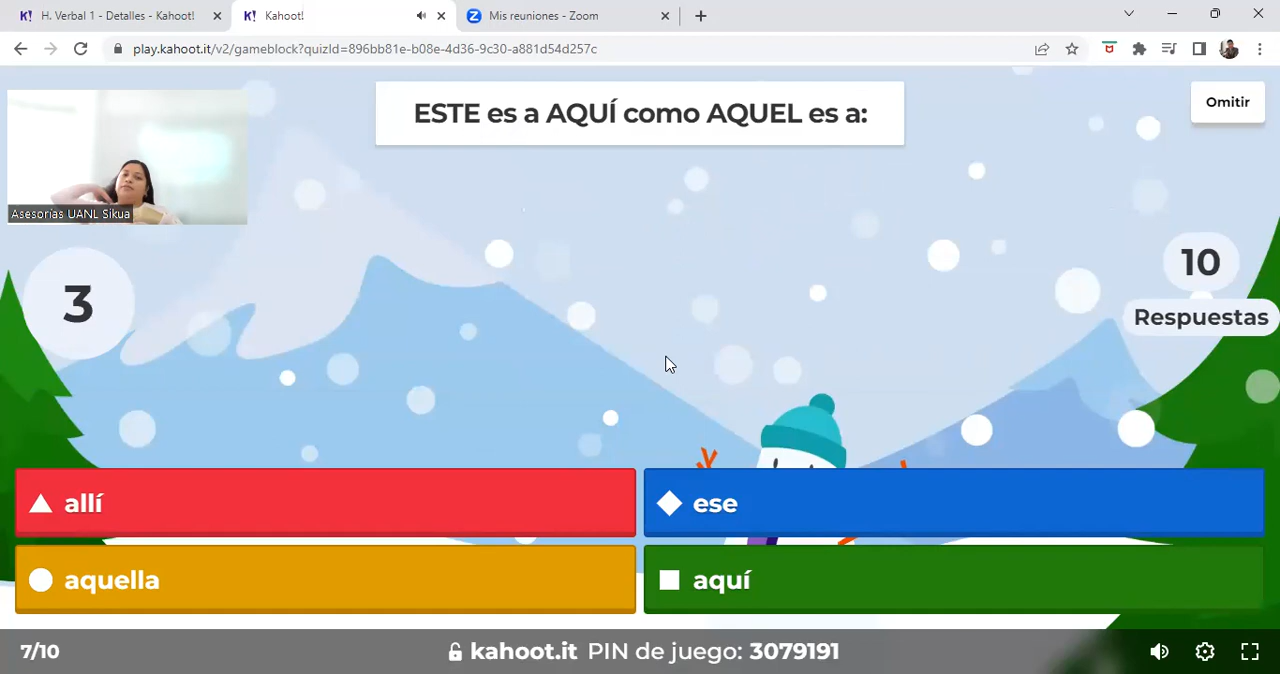 H. Verbal 1 - Detalles - Kahoot!
Kahoot!
Mis reuniones - Zoom
play.kahoot.it/v2/gameblock?quizId=896bb81e-b08e-4d36-9c30-a881d54d257c
ESTE es a AQUÍ como AQUEL es a:
Omitir
Asesorías UANL Sikua
3
10
Respuestas
allí
ese
aquella
aquí
7/10
kahoot.it PIN de juego: 3079191